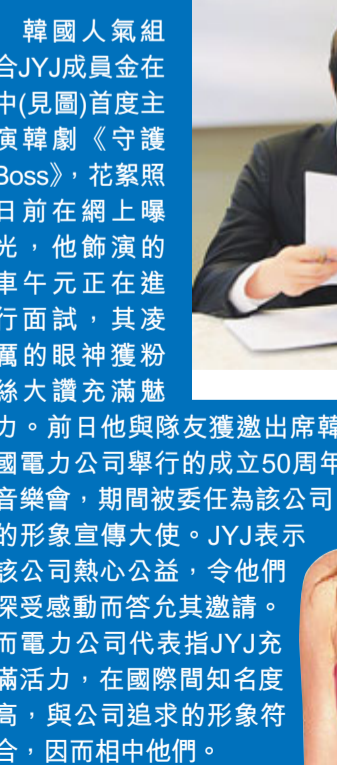 韓國人氣組
合JYJ成員金在
中(見圖)首度主
演韓劇《守護
Boss》，花絮照
日前在網上曝
光，他飾演的
車午元正在進
行面試，其凌
厲的眼神獲粉
絲大讚充滿魅
力。前日他與隊友獲邀出席韓
國電力公司舉行的成立50周年
音樂會，期間被委任為該公司
的形象宣傳大使。JYJ表示
該公司熱心公益，令他們
深受感動而答允其邀請。
而電力公司代表指JYJ充
滿活力，在國際間知名度
高，與公司追求的形象符
合，因而相中他們。